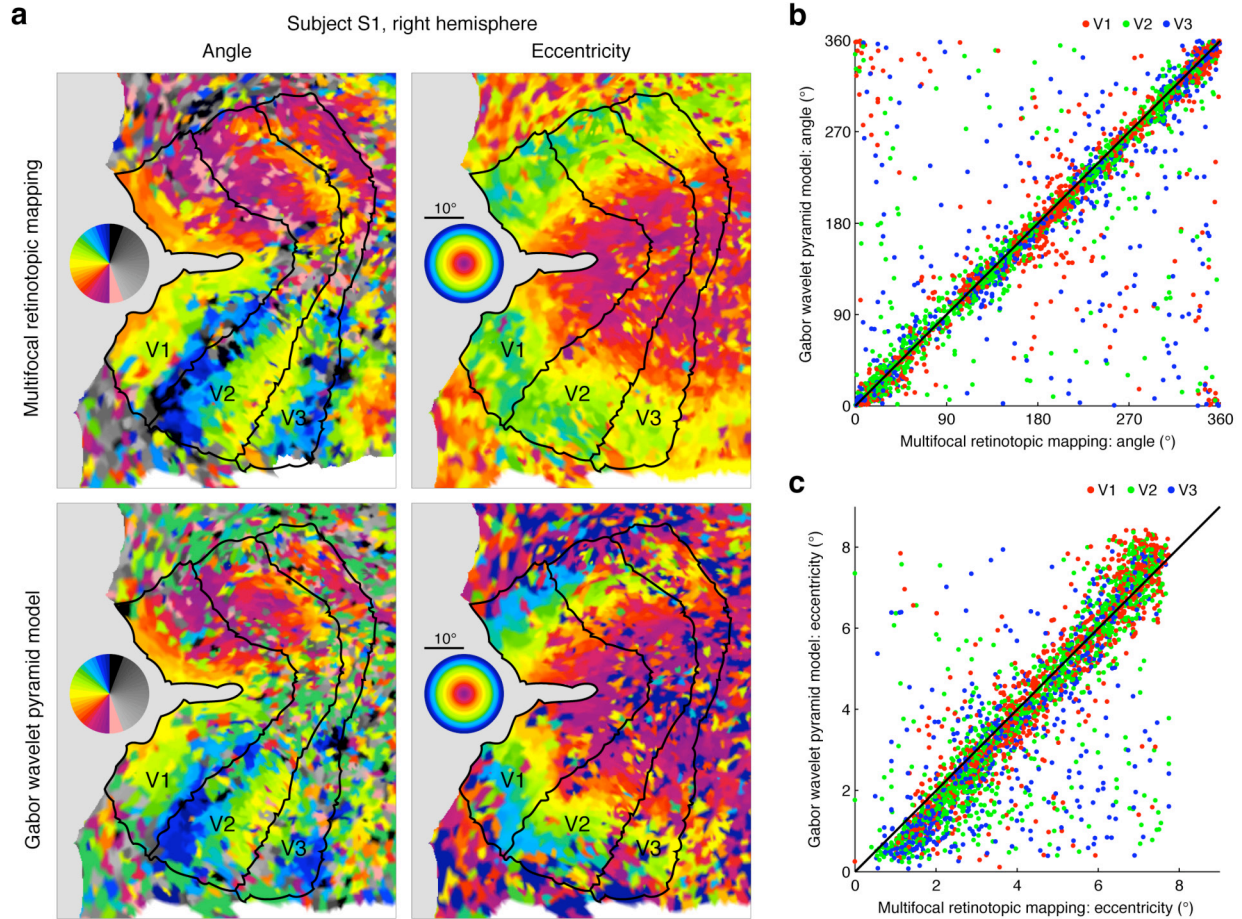 a
Subject S1, right hemisphere
Angle
Eccentricity
Multifocal retinotopic mapping
10°
V1
V2
V3
V1
V2
V3
Gabor wavelet pyramid model
10°
V1
V2
V3
V1
V2
V3
b
V1 V2 V3
Gabor wavelet pyramid model: angle (°)
360
270
180
90
0
0 90 180 270 360
Multifocal retinotopic mapping: angle (°)
c
V1 V2 V3
Gabor wavelet pyramid model: eccentricity (°)
8
6
4
2
0
0 2 4 6 8
Multifocal retinotopic mapping: eccentricity (°)